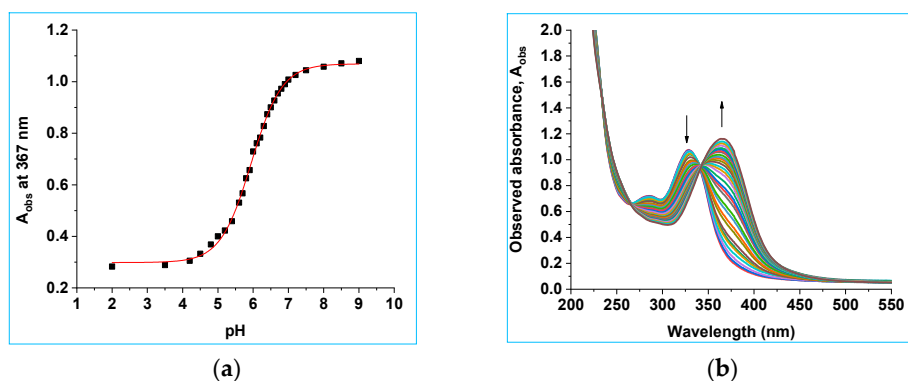 1.2
1.0
0.8
0.6
0.4
0.2
A_obs at 367 nm
1 2 3 4 5 6 7 8 9 10
pH
(a)
2.0
1.8
1.6
1.4
1.2
1.0
0.8
0.6
0.4
0.2
0.0
Observed absorbance, A_obs
200 250 300 350 400 450 500 550
Wavelength (nm)
(b)